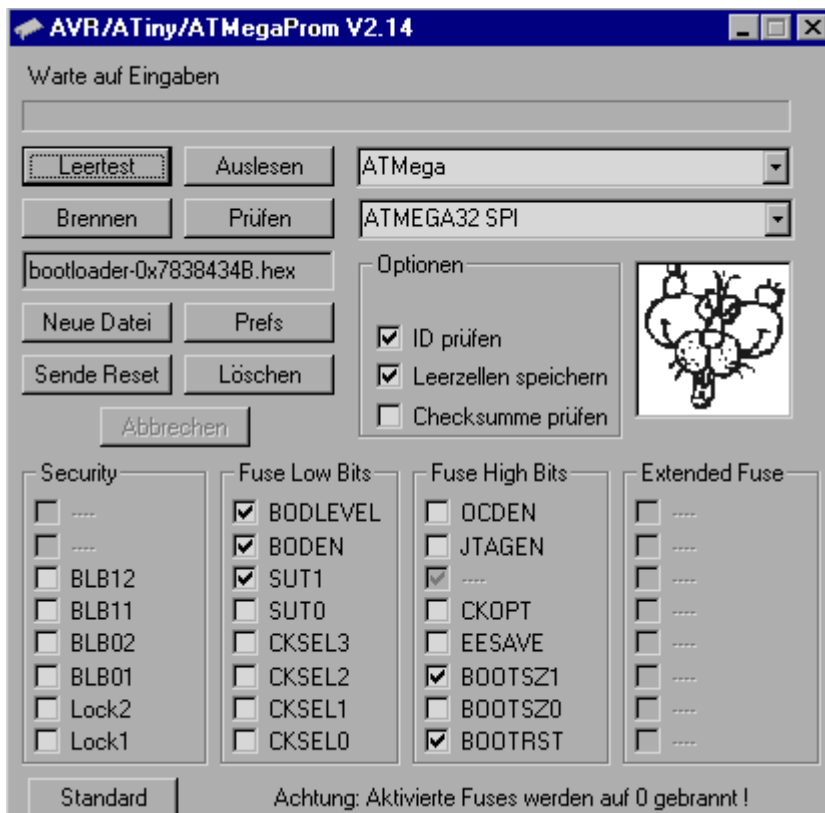 AVR/ATiny/ATMegaProm V2.14
Warte auf Eingaben
Leertest Auslesen ATMega
Brennen Prüfen ATMEGA32 SPI
bootloader-0x7838434B.hex
Neue Datei Prefs
Sende Reset Löschen
Abbrechen
Optionen
ID prüfen
Leerzellen speichern
Checksumme prüfen
Security
----
----
BLB12
BLB11
BLB02
BLB01
Lock2
Lock1
Fuse Low Bits
BODLEVEL
BODEN
SUT1
SUT0
CKSEL3
CKSEL2
CKSEL1
CKSEL0
Fuse High Bits
OCDEN
JTAGEN
----
CKOPT
EESAVE
BOOTSZ1
BOOTSZ0
BOOTRST
Extended Fuse
----
----
----
----
----
----
----
----
Standard Achtung: Aktivierte Fuses werden auf 0 gebrannt !